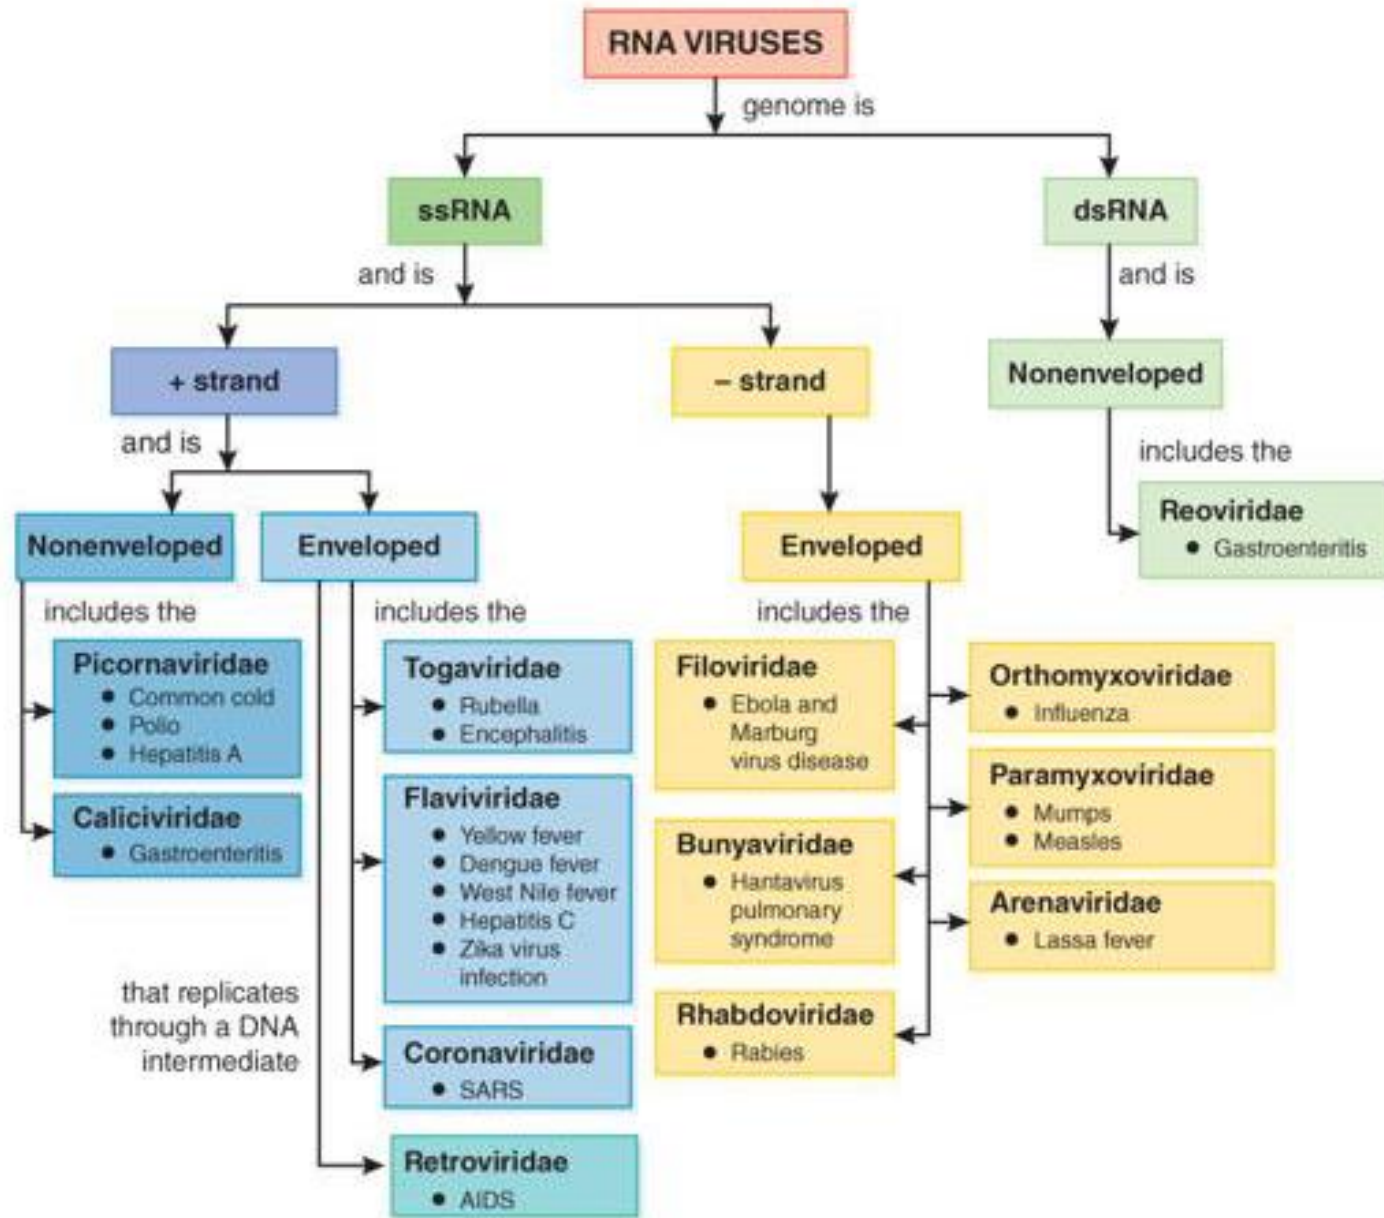 RNA VIRUSES
genome is
ssRNA
dsRNA
and is
and is
+ strand
– strand
Nonenveloped
and is
includes the
Reoviridae
● Gastroenteritis
Nonenveloped
Enveloped
Enveloped
includes the
includes the
includes the
Picornaviridae
● Common cold
● Polio
● Hepatitis A
Caliciviridae
● Gastroenteritis
Togaviridae
● Rubella
● Encephalitis
Flaviviridae
● Yellow fever
● Dengue fever
● West Nile fever
● Hepatitis C
● Zika virus
infection
Coronaviridae
● SARS
that replicates
through a DNA
intermediate
Retroviridae
● AIDS
Filoviridae
● Ebola and
Marburg
virus disease
Bunyaviridae
● Hantavirus
pulmonary
syndrome
Rhabdoviridae
● Rabies
Orthomyxoviridae
● Influenza
Paramyxoviridae
● Mumps
● Measles
Arenaviridae
● Lassa fever